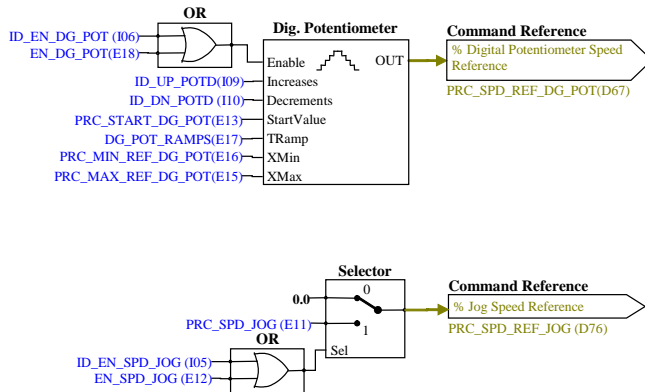 OR
Dig. Potentiometer
Command Reference
ID_EN_DG_POT (I06)
EN_DG_POT(E18)
% Digital Potentiometer Speed
Reference
Enable
OUT
ID_UP_POTD(I09)
Increases
PRC_SPD_REF_DG_POT(D67)
ID_DN_POTD (I10)
Decrements
PRC_START_DG_POT(E13)
StartValue
DG_POT_RAMPS(E17)
TRamp
PRC_MIN_REF_DG_POT(E16)
XMin
PRC_MAX_REF_DG_POT(E15)
XMax
Selector
Command Reference
0
0.0
% Jog Speed Reference
PRC_SPD_JOG (E11)
1
PRC_SPD_REF_JOG (D76)
OR
Sel
ID_EN_SPD_JOG (I05)
EN_SPD_JOG (E12)